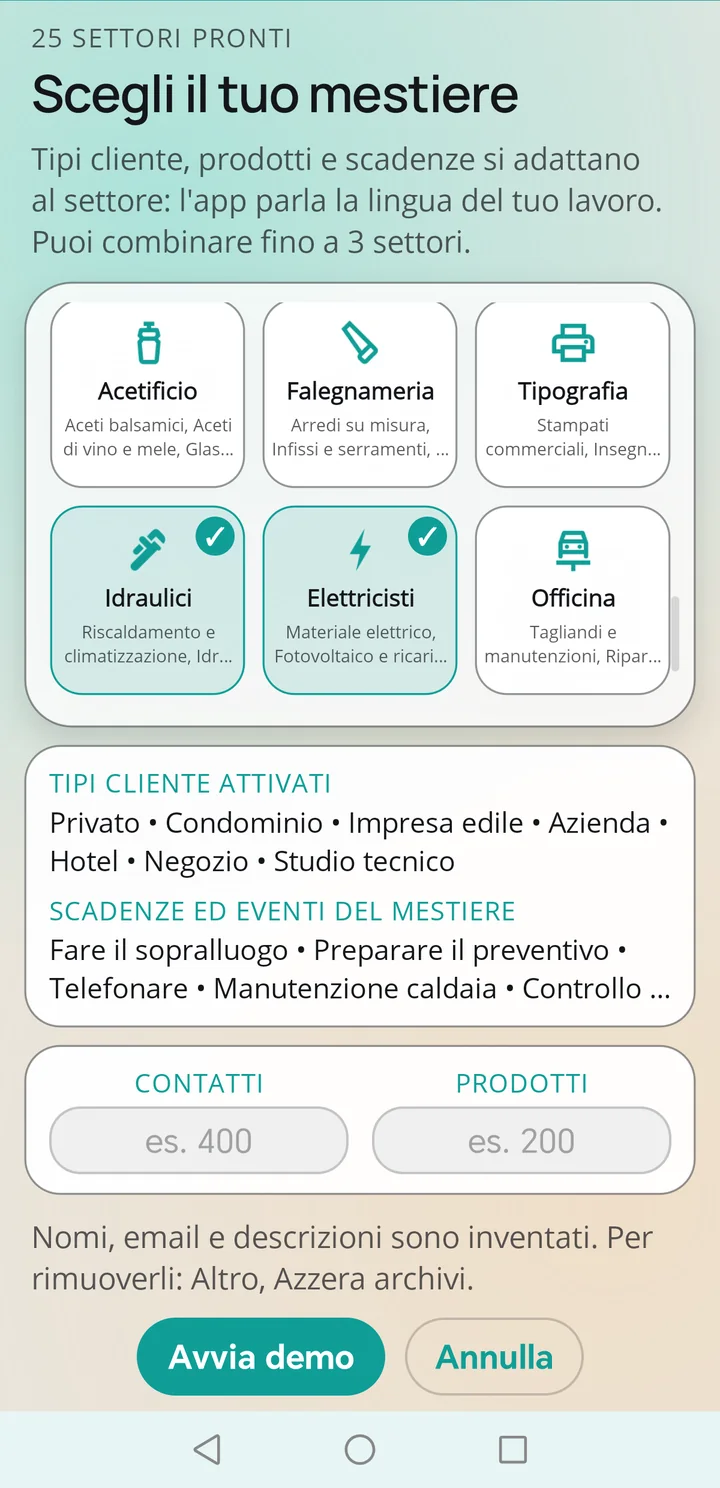 25 SETTORI PRONTI
Scegli il tuo mestiere
Tipi cliente, prodotti e scadenze si adattano
al settore: l'app parla la lingua del tuo lavoro.
Puoi combinare fino a 3 settori.
Acetificio
Aceti balsamici, Aceti
di vino e mele, Glas...
Falegnameria
Arredi su misura,
Infissi e serramenti, ...
Tipografia
Stampati
commerciali, Insegn...
Idraulici
Riscaldamento e
climatizzazione, Idr...
Elettricisti
Materiale elettrico,
Fotovoltaico e ricari...
Officina
Tagliandi e
manutenzioni, Ripar...
TIPI CLIENTE ATTIVATI
Privato • Condominio • Impresa edile • Azienda •
Hotel • Negozio • Studio tecnico
SCADENZE ED EVENTI DEL MESTIERE
Fare il sopralluogo • Preparare il preventivo •
Telefonare • Manutenzione caldaia • Controllo ...
CONTATTI
es. 400
PRODOTTI
es. 200
Nomi, email e descrizioni sono inventati. Per
rimuoverli: Altro, Azzera archivi.
Avvia demo
Annulla